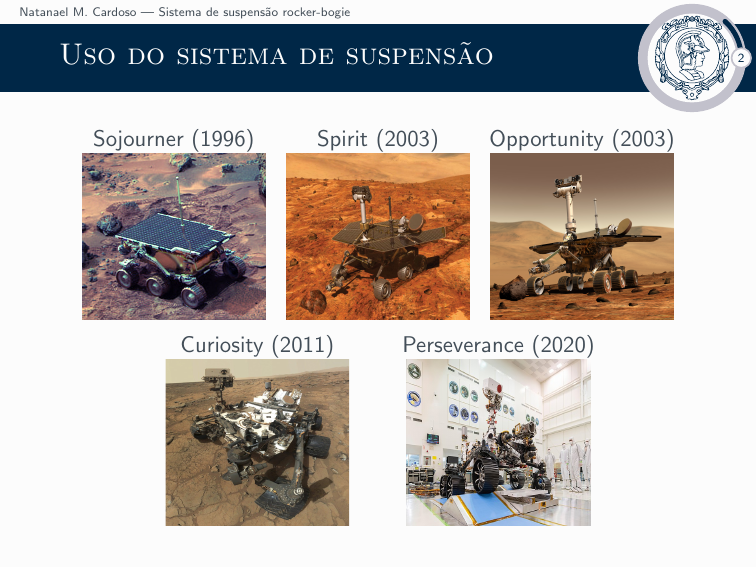 Natanael M. Cardoso — Sistema de suspensão rocker-bogie
Uso do sistema de suspensão
2
Sojourner (1996)
Spirit (2003)
Opportunity (2003)
Curiosity (2011)
Perseverance (2020)